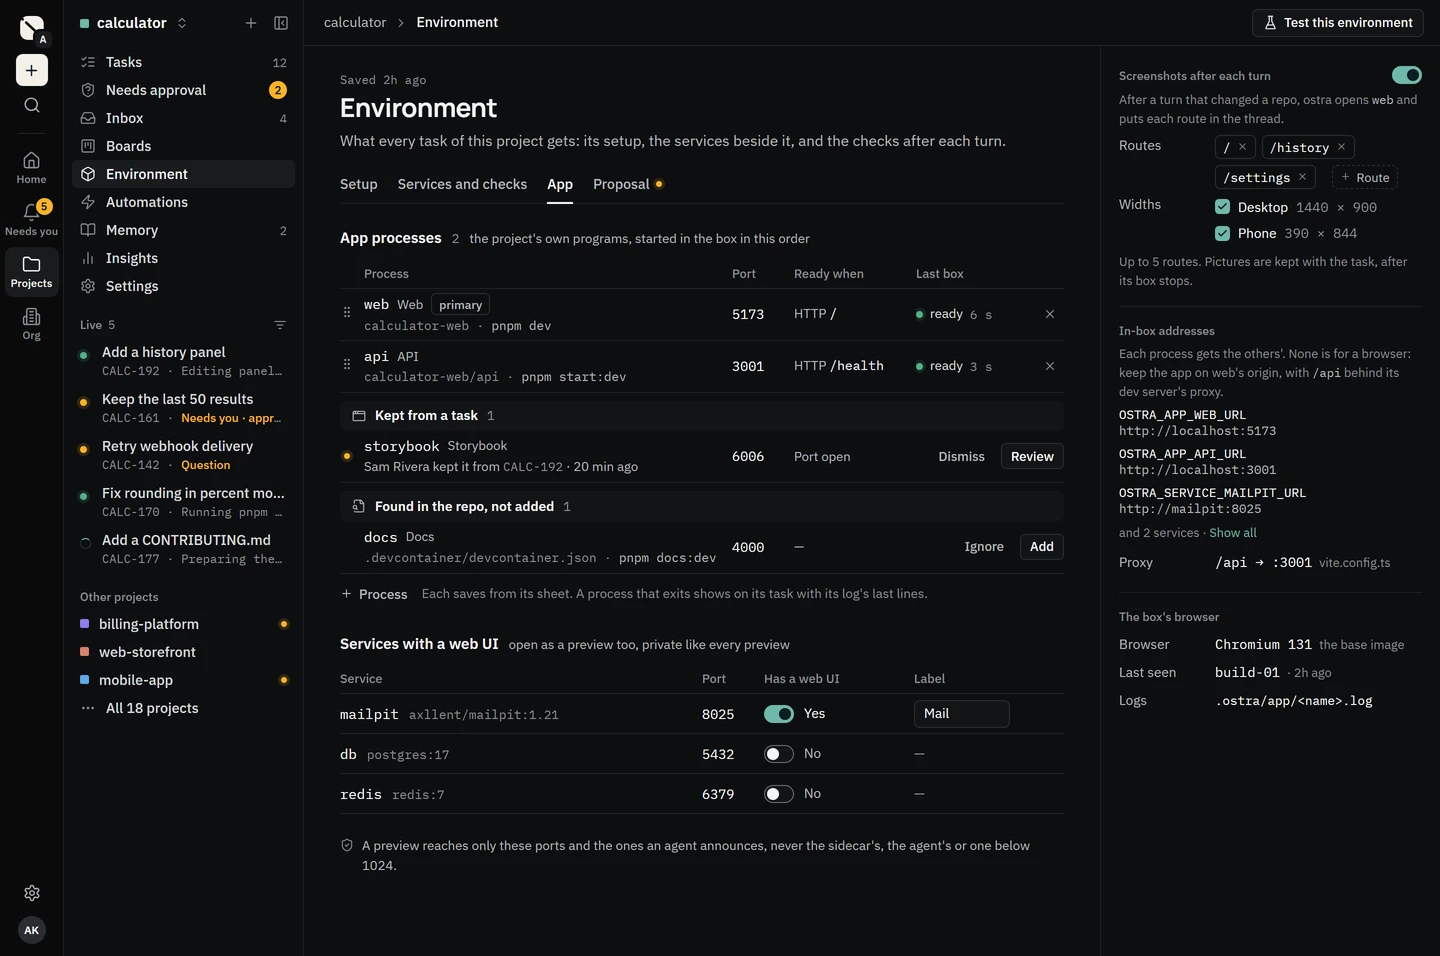 A
Home
5
Needs you
Projects
Org
AK
calculator
Tasks 12
Needs approval 2
Inbox 4
Boards
Environment
Automations
Memory 2
Insights
Settings
Live 5
Add a history panel
CALC-192 · Editing panel…
Keep the last 50 results
CALC-161 · Needs you · appr…
Retry webhook delivery
CALC-142 · Question
Fix rounding in percent mo…
CALC-170 · Running pnpm …
Add a CONTRIBUTING.md
CALC-177 · Preparing the…
Other projects
billing-platform
web-storefront
mobile-app
All 18 projects
calculator > Environment
Test this environment
Saved 2h ago
Environment
What every task of this project gets: its setup, the services beside it, and the checks after each turn.
Setup Services and checks App Proposal
App processes 2 the project's own programs, started in the box in this order
Process Port Ready when Last box
web Web primary
calculator-web · pnpm dev
5173 HTTP / ready 6 s
api API
calculator-web/api · pnpm start:dev
3001 HTTP /health ready 3 s
Kept from a task 1
storybook Storybook
Sam Rivera kept it from CALC-192 · 20 min ago
6006 Port open Dismiss Review
Found in the repo, not added 1
docs Docs
.devcontainer/devcontainer.json · pnpm docs:dev
4000 — Ignore Add
+ Process Each saves from its sheet. A process that exits shows on its task with its log's last lines.
Services with a web UI open as a preview too, private like every preview
Service Port Has a web UI Label
mailpit axllent/mailpit:1.21 8025 Yes Mail
db postgres:17 5432 No —
redis redis:7 6379 No —
A preview reaches only these ports and the ones an agent announces, never the sidecar's, the agent's or one below
1024.
Screenshots after each turn
After a turn that changed a repo, ostra opens web and
puts each route in the thread.
Routes / × /history ×
/settings × + Route
Widths Desktop 1440 × 900
Phone 390 × 844
Up to 5 routes. Pictures are kept with the task, after
its box stops.
In-box addresses
Each process gets the others'. None is for a browser:
keep the app on web's origin, with /api behind its
dev server's proxy.
OSTRA_APP_WEB_URL
http://localhost:5173
OSTRA_APP_API_URL
http://localhost:3001
OSTRA_SERVICE_MAILPIT_URL
http://mailpit:8025
and 2 services · Show all
Proxy /api → :3001 vite.config.ts
The box's browser
Browser Chromium 131 the base image
Last seen build-01 · 2h ago
Logs .ostra/app/<name>.log